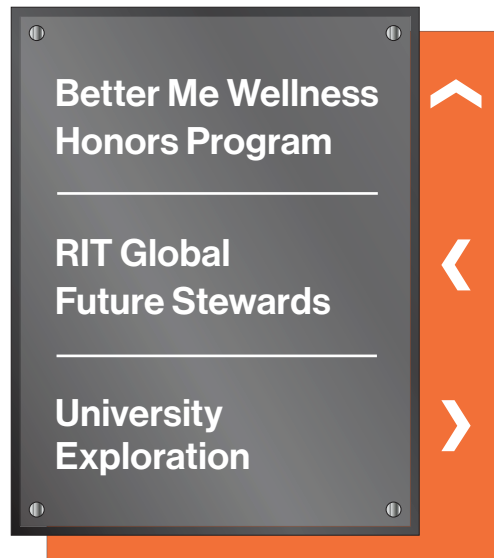 Better Me Wellness
Honors Program
RIT Global
Future Stewards
University
Exploration